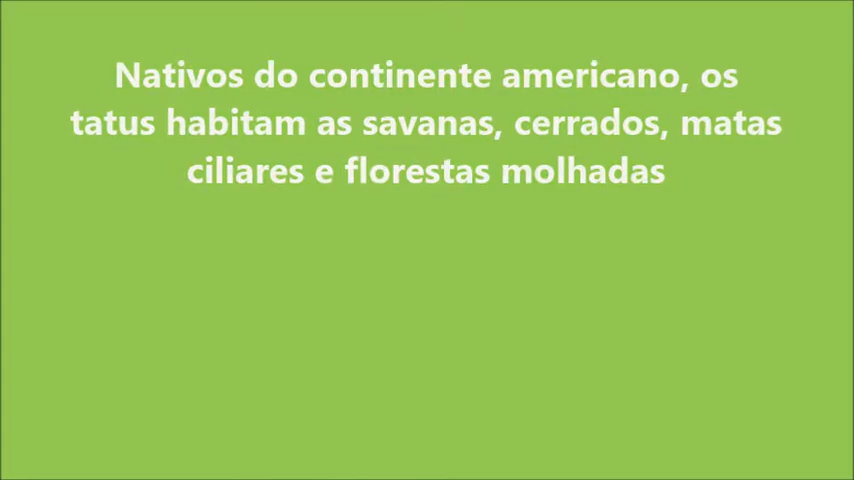 Nativos do continente americano, os
tatus habitam as savanas, cerrados, matas
ciliares e florestas molhadas